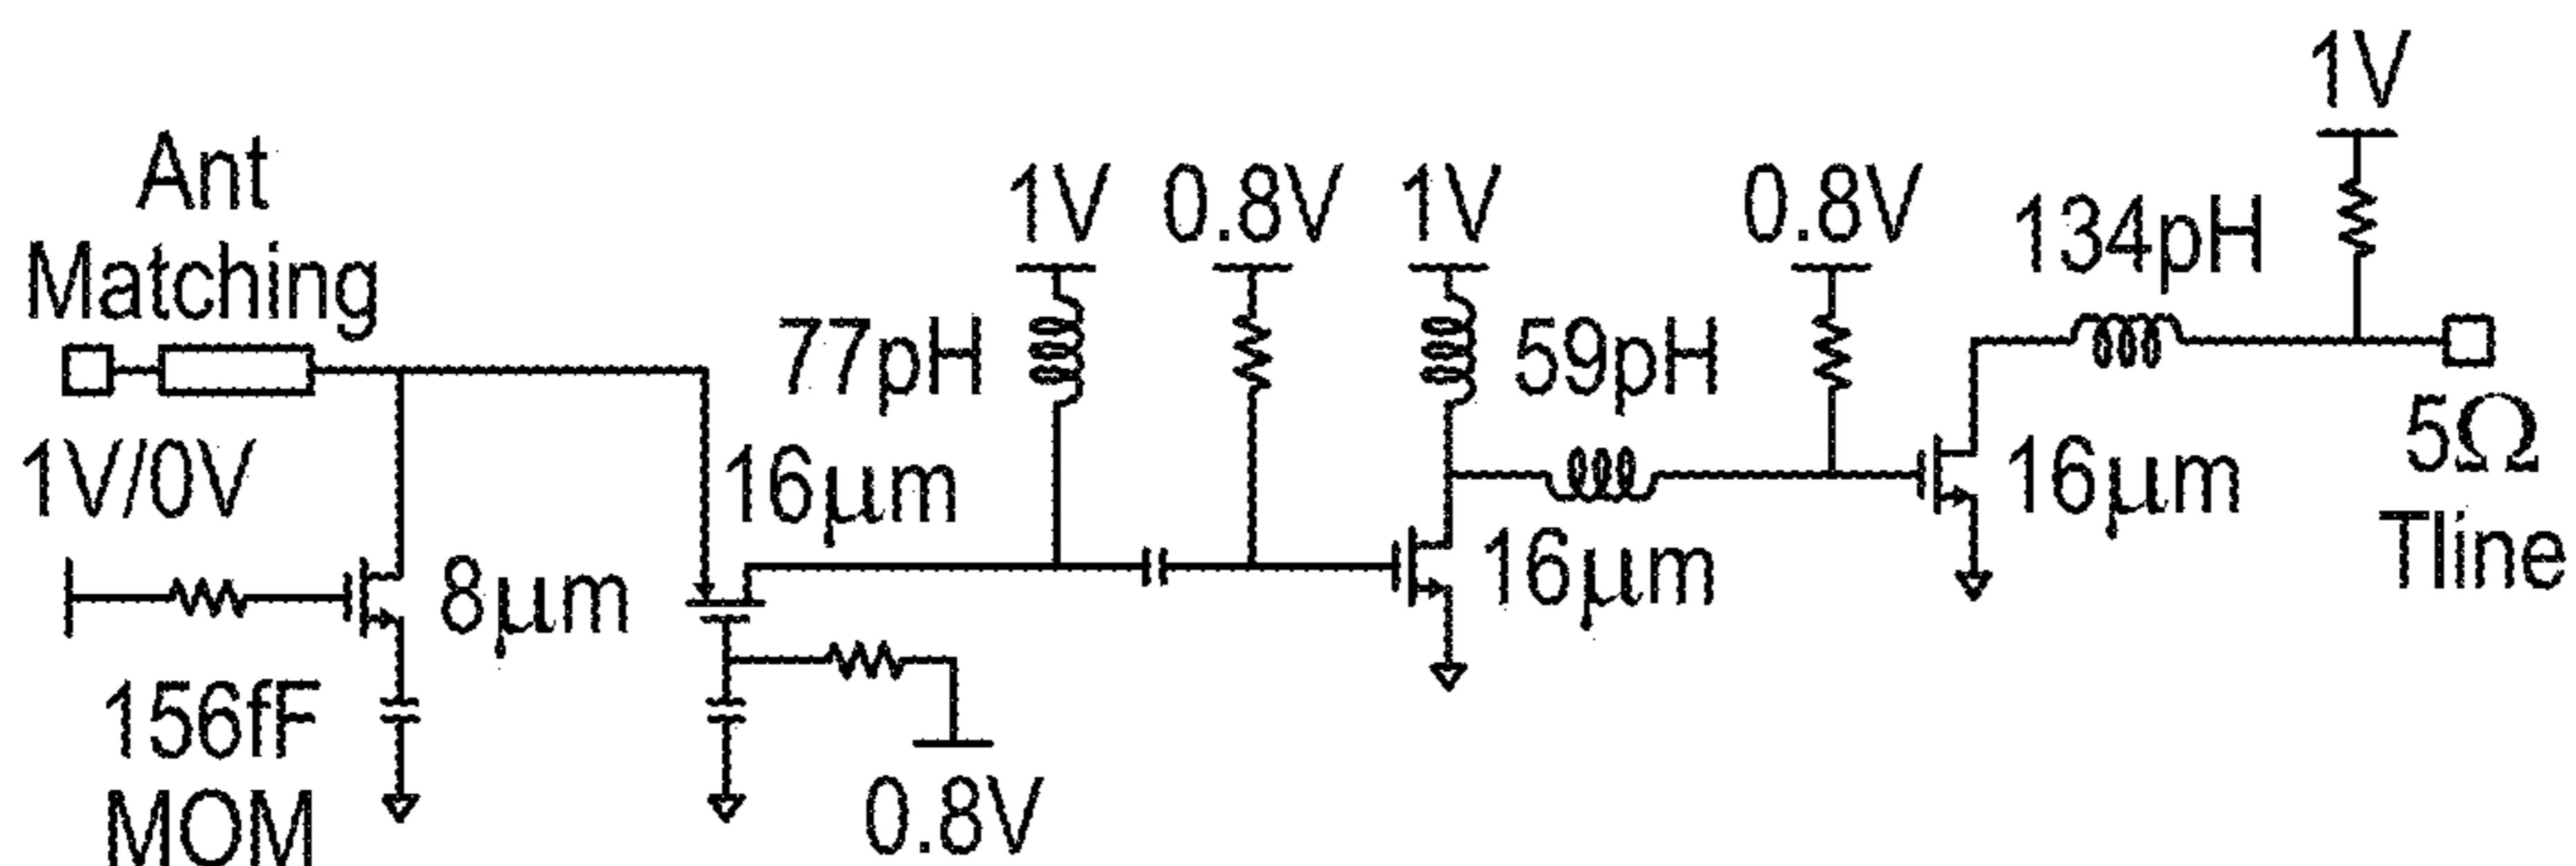 Ant
Matching
1V/0V
156fF
MOM
8μm
16μm
77pH
1V
0.8V
0.8V
1V
59pH
16μm
0.8V
134pH
16μm
1V
5Ω
Tline